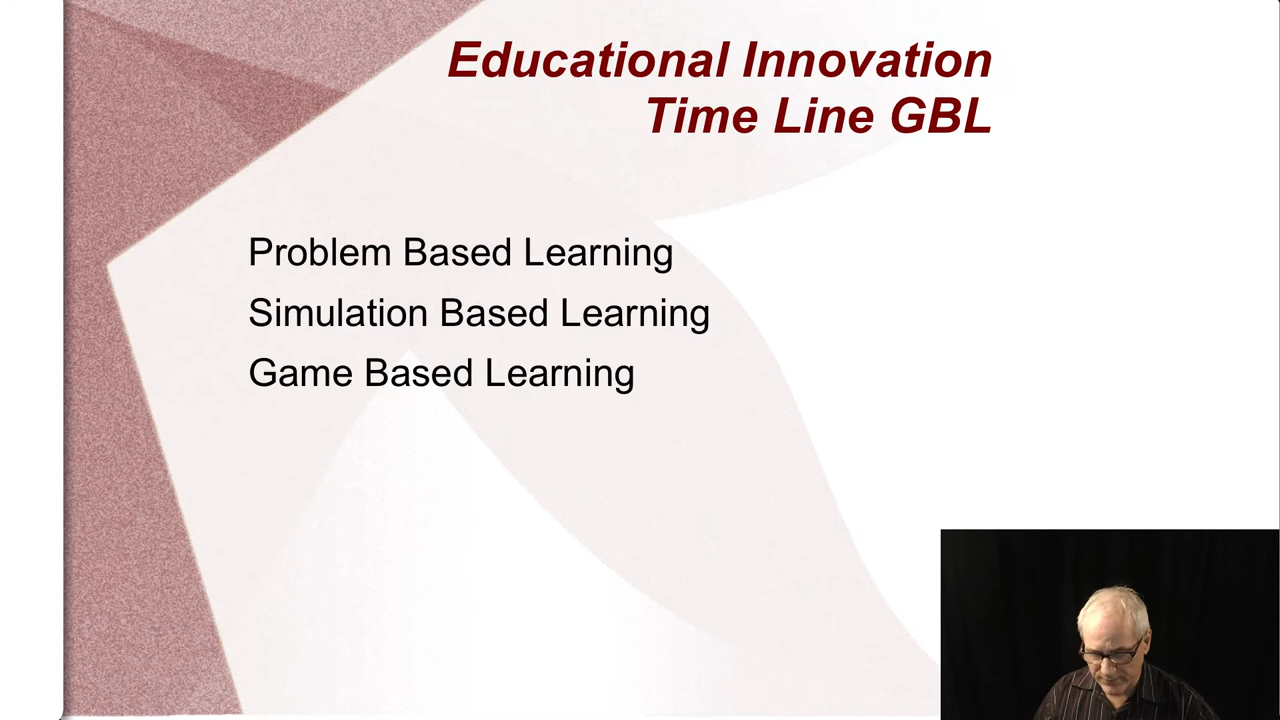 Educational Innovation
Time Line GBL
Problem Based Learning
Simulation Based Learning
Game Based Learning